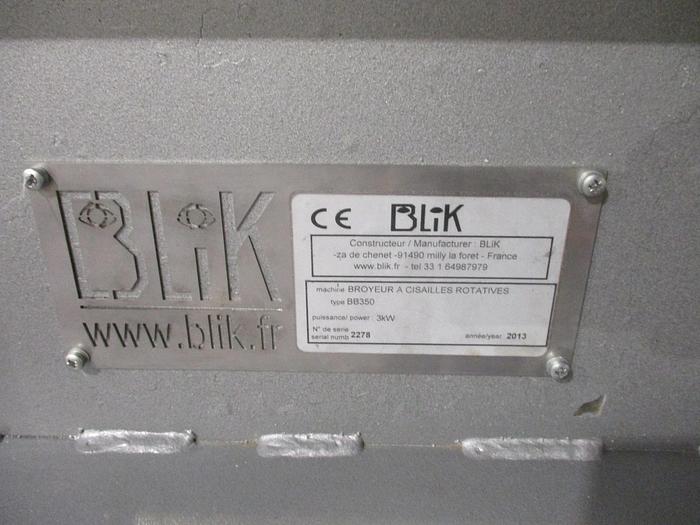 BLiK
www.blik.fr
CE BLiK
Constructeur / Manufacturer : BLiK
-za de chenet -91490 milly la foret - France
www.blik.fr - tel 33 1 64987979
machine BROYEUR A CISAILLES ROTATIVES
type BB350
puissance/ power : 3kW
N° de serie
serial numb 2278 année/year 2013